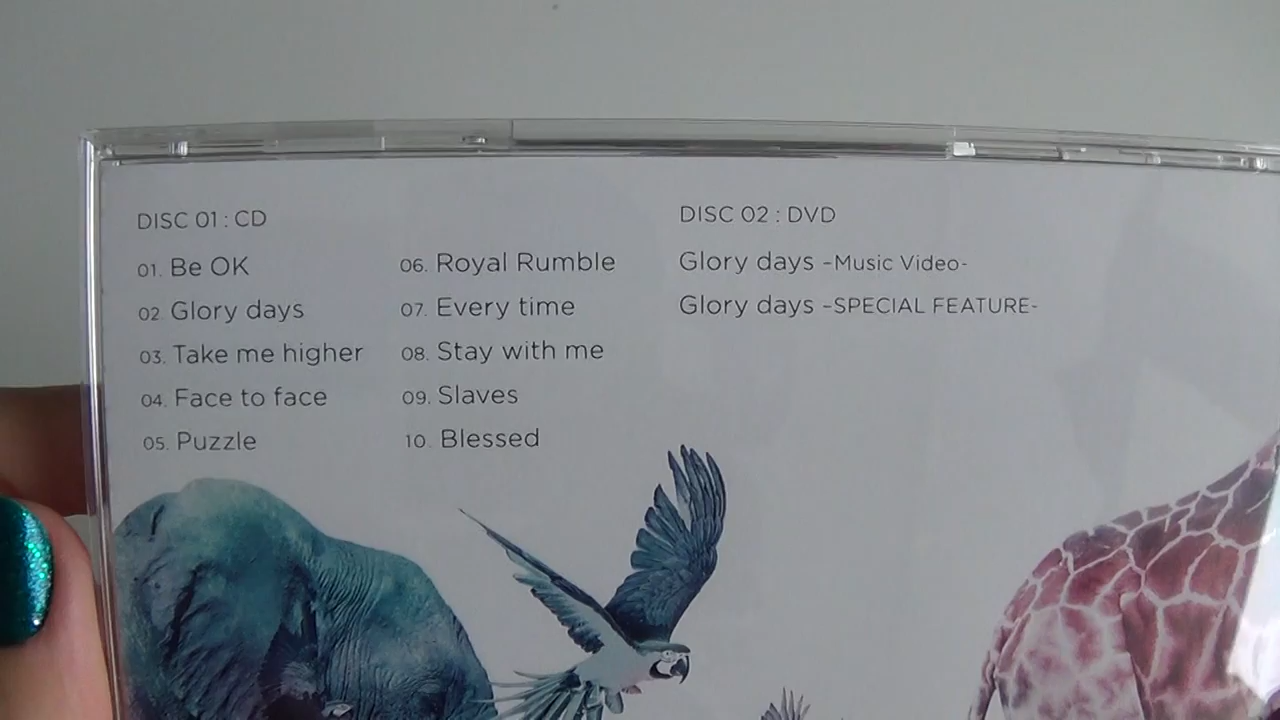 DISC 01 : CD
01. Be OK
02. Glory days
03. Take me higher
04. Face to face
05. Puzzle
06. Royal Rumble
07. Every time
08. Stay with me
09. Slaves
10. Blessed
DISC 02 : DVD
Glory days -Music Video-
Glory days -SPECIAL FEATURE-